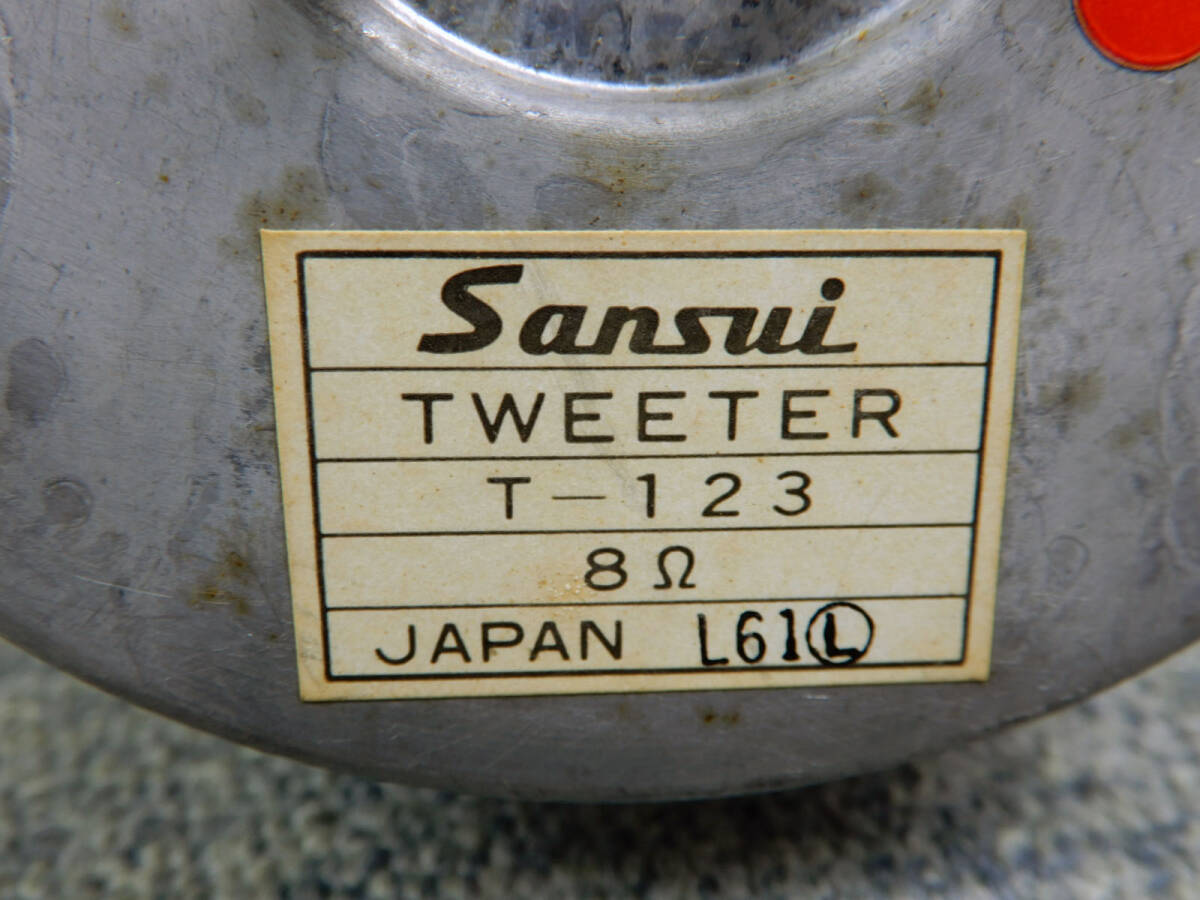 Sansui
TWEETER
T-123
8Ω
JAPAN L61Ⓛ